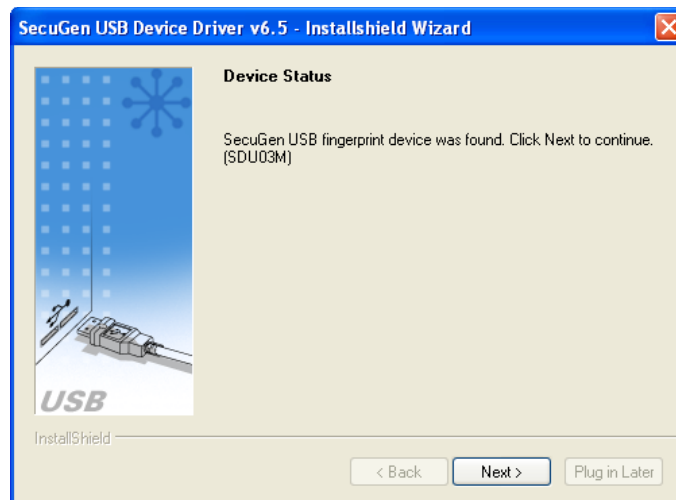 SecuGen USB Device Driver v6.5 - Installshield Wizard
Device Status
SecuGen USB fingerprint device was found. Click Next to continue.
(SDU03M)
USB
InstallShield
< Back
Next >
Plug in Later